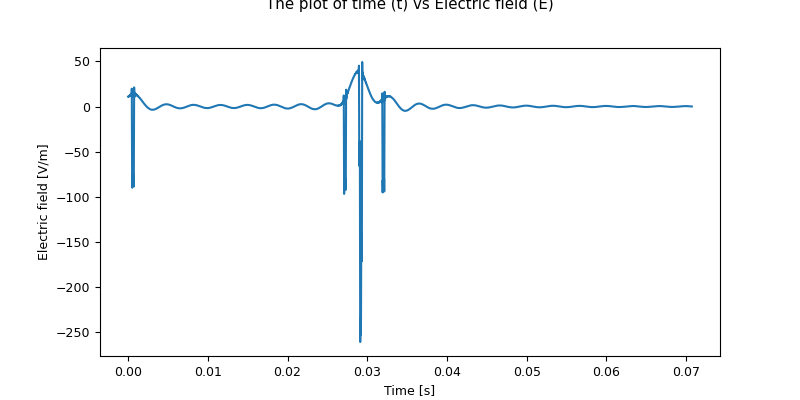 The plot of time (t) vs Electric field (E)
50
0
−50
−100
−150
−200
−250
Electric field [V/m]
0.00 0.01 0.02 0.03 0.04 0.05 0.06 0.07
Time [s]